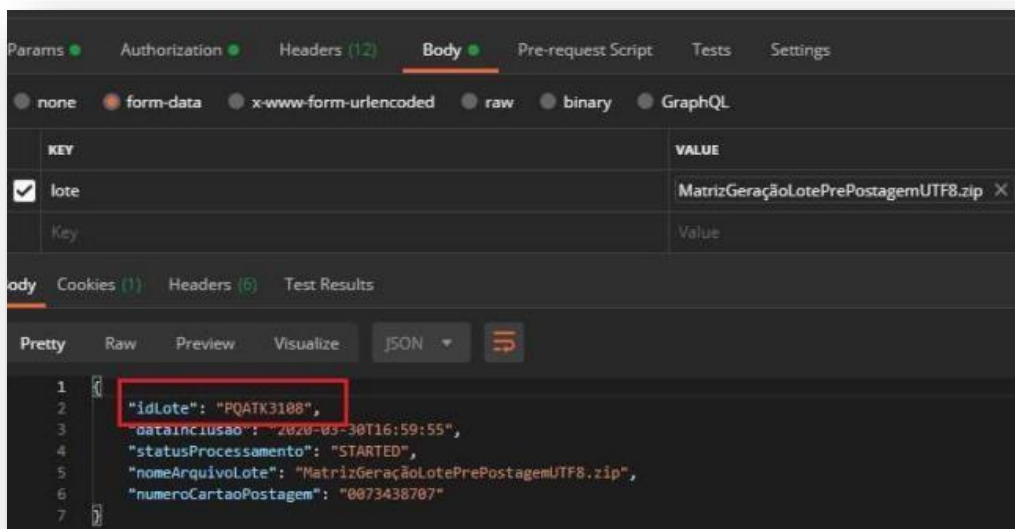 Params Authorization Headers (12) Body Pre-request Script Tests Settings
none form-data x-www-form-urlencoded raw binary GraphQL
KEY VALUE
lote MatrizGeraçãoLotePrePostagemUTF8.zip ×
Key Value
ody Cookies (1) Headers (6) Test Results
Pretty Raw Preview Visualize JSON
1 {
2 "idLote": "PQATK3108",
3 "dataInclusao": "2020-03-30T16:59:55",
4 "statusProcessamento": "STARTED",
5 "nomeArquivoLote": "MatrizGeraçãoLotePrePostagemUTF8.zip",
6 "numeroCartaoPostagem": "0073438707"
7 }